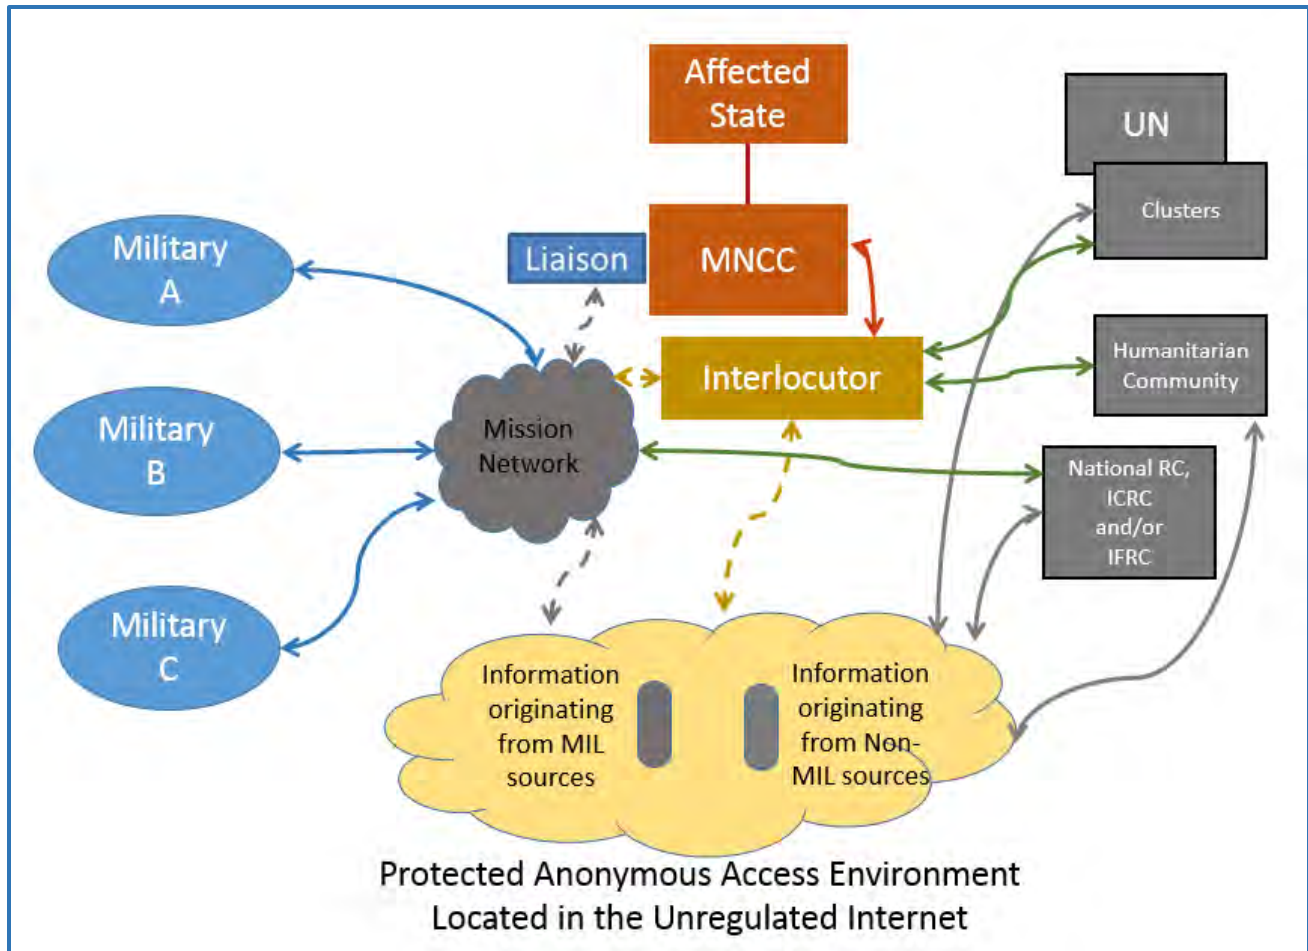 Affected
State
UN
Clusters
Military
A
Liaison
MNCC
Humanitarian
Community
Interlocutor
Military
B
Mission
Network
National RC,
ICRC
and/or
IFRC
Military
C
Information
originating
from MIL
sources
Information
originating
from Non-
MIL sources
Protected Anonymous Access Environment
Located in the Unregulated Internet